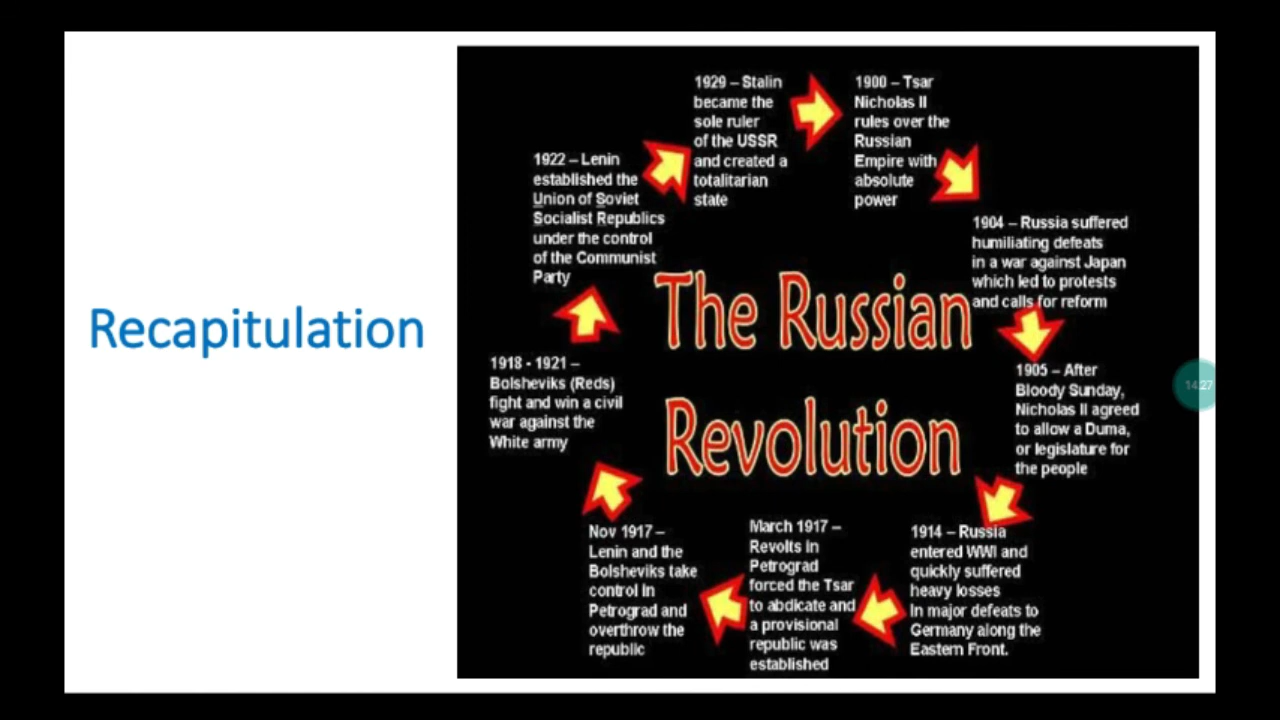 Recapitulation
The Russian
Revolution
1900 – Tsar
Nicholas II
rules over the
Russian
Empire with
absolute
power
1904 – Russia suffered
humiliating defeats
in a war against Japan
which led to protests
and calls for reform
1905 – After
Bloody Sunday,
Nicholas II agreed
to allow a Duma,
or legislature for
the people
1914 – Russia
entered WWI and
quickly suffered
heavy losses
In major defeats to
Germany along the
Eastern Front.
March 1917 –
Revolts in
Petrograd
forced the Tsar
to abdicate and
a provisional
republic was
established
Nov 1917 –
Lenin and the
Bolsheviks take
control in
Petrograd and
overthrow the
republic
1918 - 1921 –
Bolsheviks (Reds)
fight and win a civil
war against the
White army
1922 – Lenin
established the
Union of Soviet
Socialist Republics
under the control
of the Communist
Party
1929 – Stalin
became the
sole ruler
of the USSR
and created a
totalitarian
state
14:27